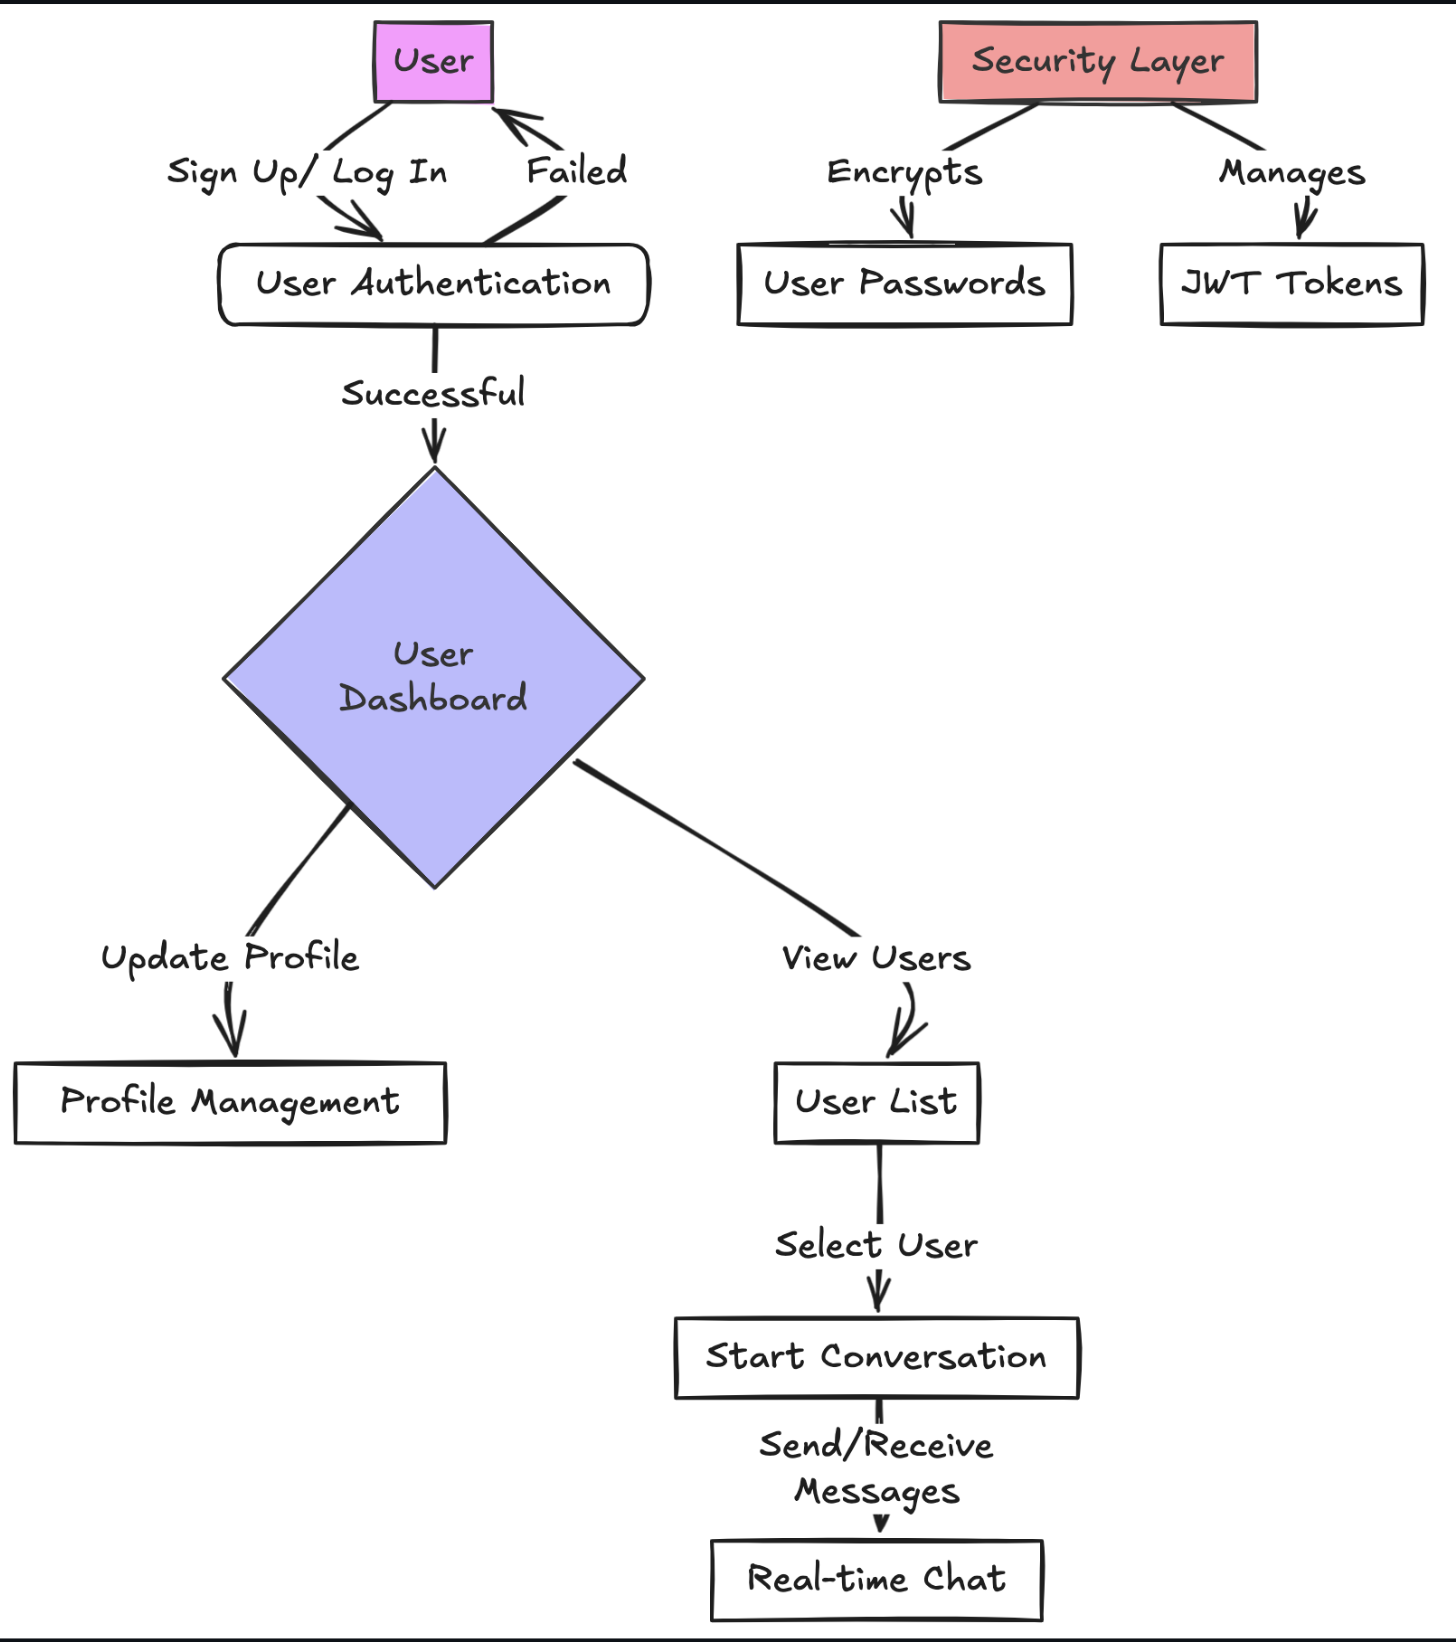 User
Security Layer
Sign Up/ Log In
Failed
Encrypts
Manages
User Authentication
User Passwords
JWT Tokens
Successful
User
Dashboard
Update Profile
View Users
Profile Management
User List
Select User
Start Conversation
Send/Receive
Messages
Real-time Chat